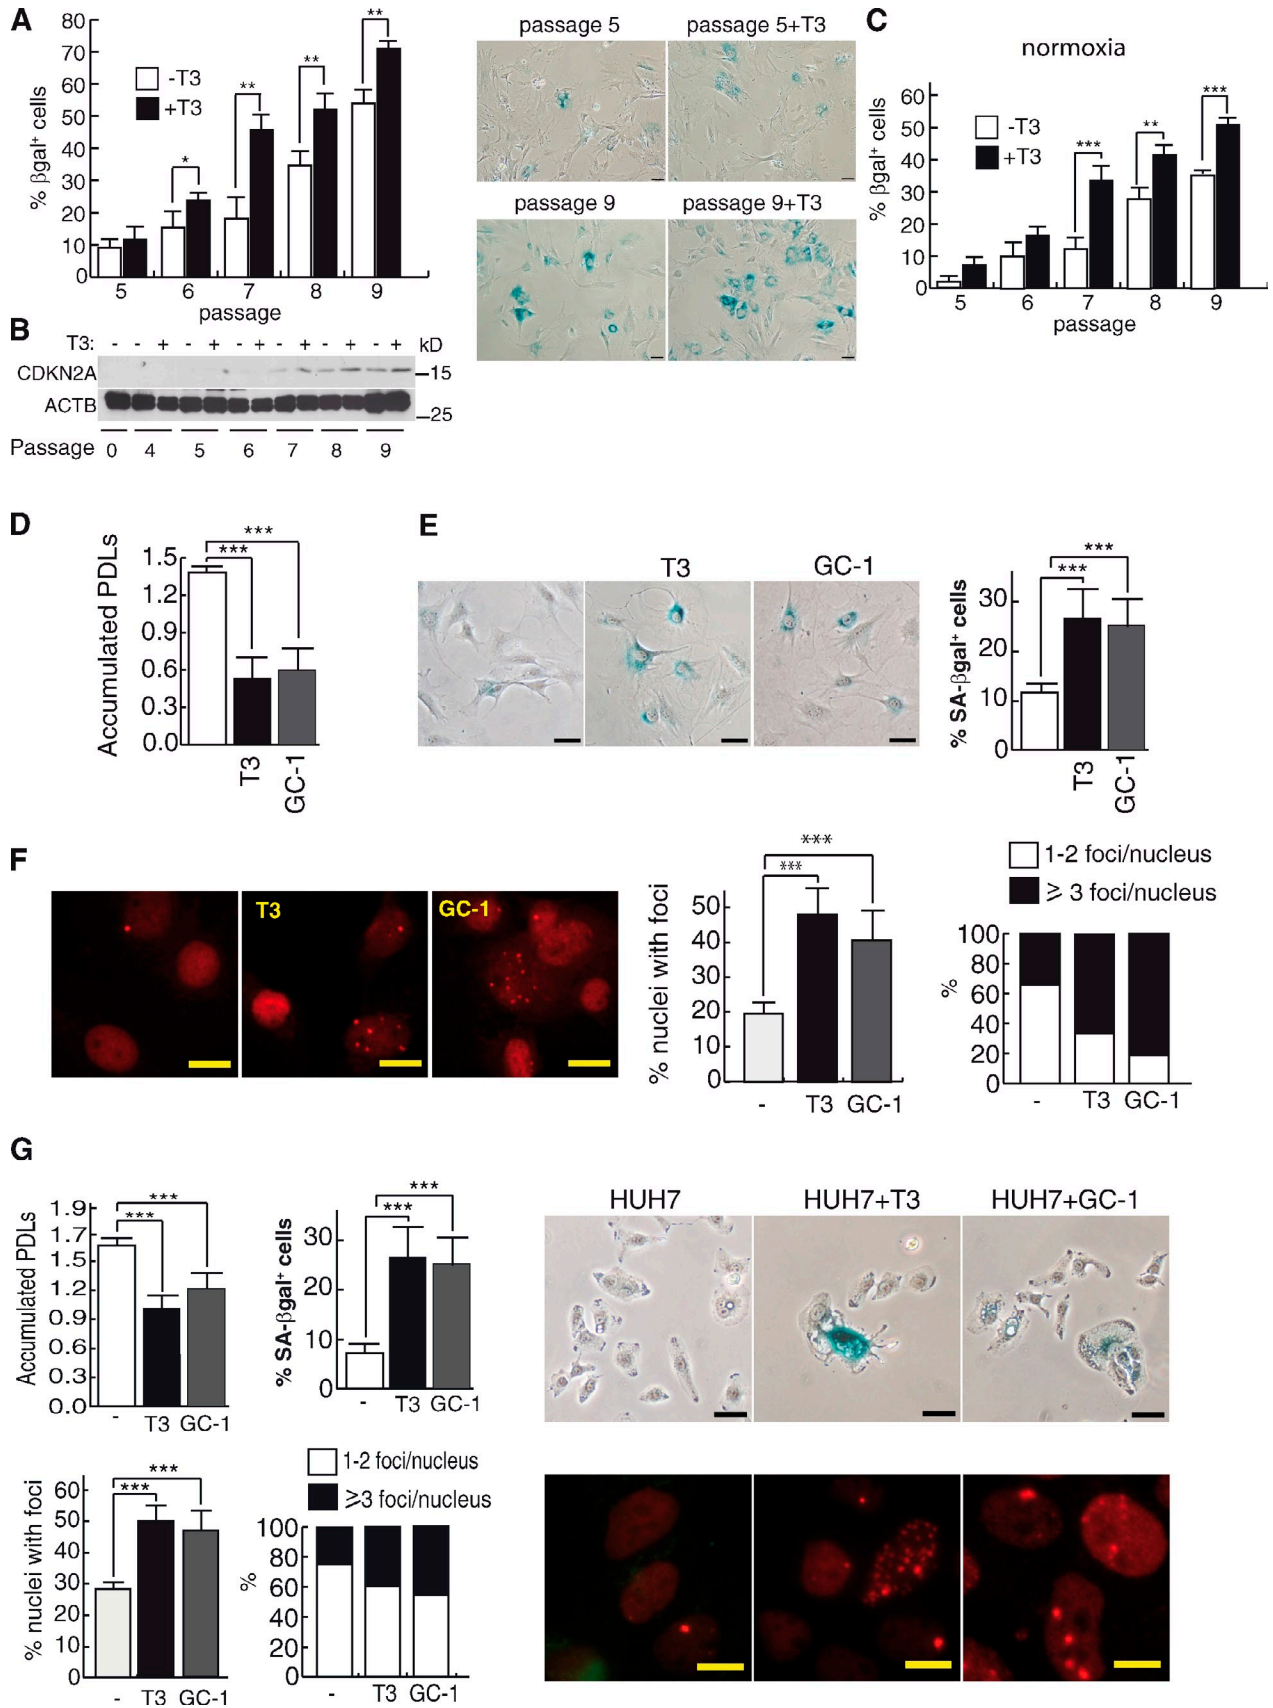 A
80
70
60
50
40
30
20
10
0
% βgal⁺ cells
-T3
+T3
*
**
**
**
5 6 7 8 9
passage
passage 5
passage 5+T3
passage 9
passage 9+T3
C
normoxia
60
50
40
30
20
10
0
% βgal⁺ cells
-T3
+T3
***
**
***
5 6 7 8 9
passage
B
T3: - - + - + - + - + - + - + kD
CDKN2A
15
ACTB
25
Passage 0 4 5 6 7 8 9
D
Accumulated PDLs
1.5
1.2
0.9
0.6
0.3
0.0
***
***
T3
GC-1
E
T3
GC-1
% SA-βgal⁺ cells
30
20
10
0
***
***
T3
GC-1
F
T3
GC-1
% nuclei with foci
50
40
30
20
10
0
***
***
- T3 GC-1
1-2 foci/nucleus
⩾ 3 foci/nucleus
%
100
80
60
40
20
0
- T3 GC-1
G
Accumulated PDLs
1.9
1.7
1.5
1.2
0.9
0.6
0.3
0.0
***
***
- T3 GC-1
% SA-βgal⁺ cells
30
20
10
0
***
***
- T3 GC-1
HUH7
HUH7+T3
HUH7+GC-1
% nuclei with foci
60
50
40
30
20
10
0
***
***
- T3 GC-1
1-2 foci/nucleus
⩾3 foci/nucleus
%
100
80
60
40
20
0
- T3 GC-1